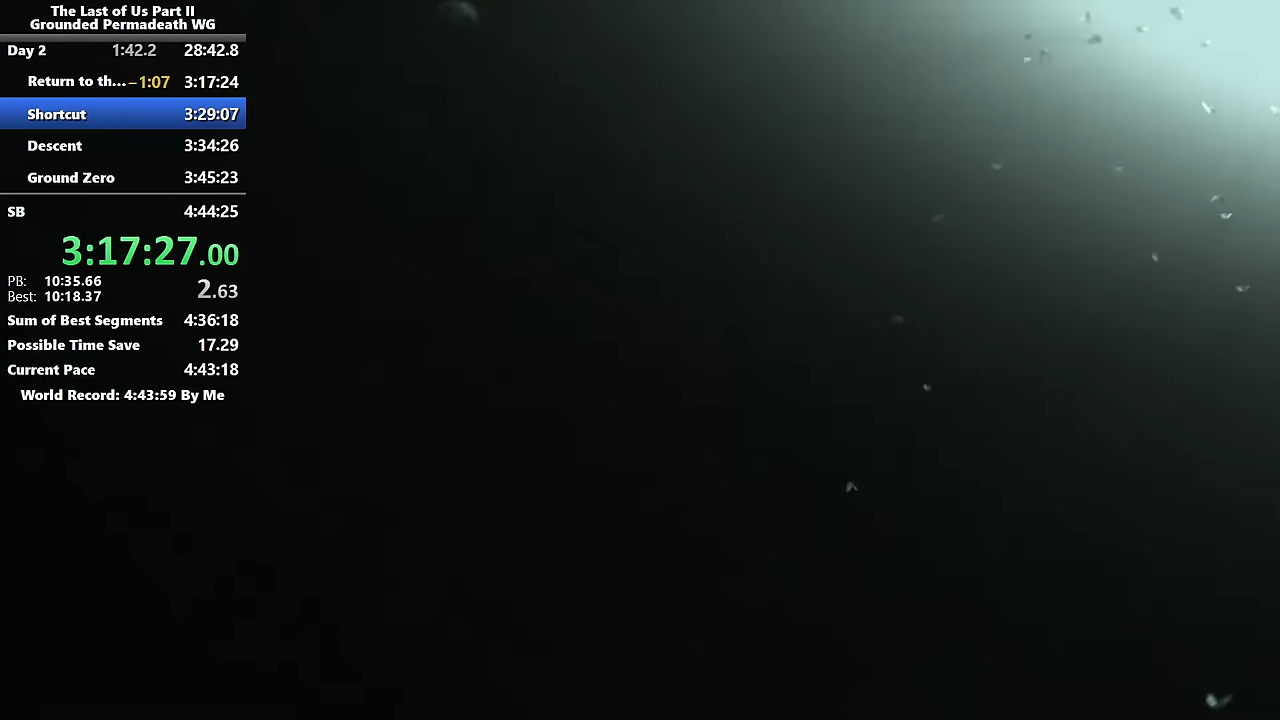 The Last of Us Part II
Grounded Permadeath WG
Day 2 1:42.2 28:42.8
Return to th... −1:07 3:17:24
Shortcut 3:29:07
Descent 3:34:26
Ground Zero 3:45:23
SB 4:44:25
3:17:27.00
PB: 10:35.66
Best: 10:18.37 2.63
Sum of Best Segments 4:36:18
Possible Time Save 17.29
Current Pace 4:43:18
World Record: 4:43:59 By Me